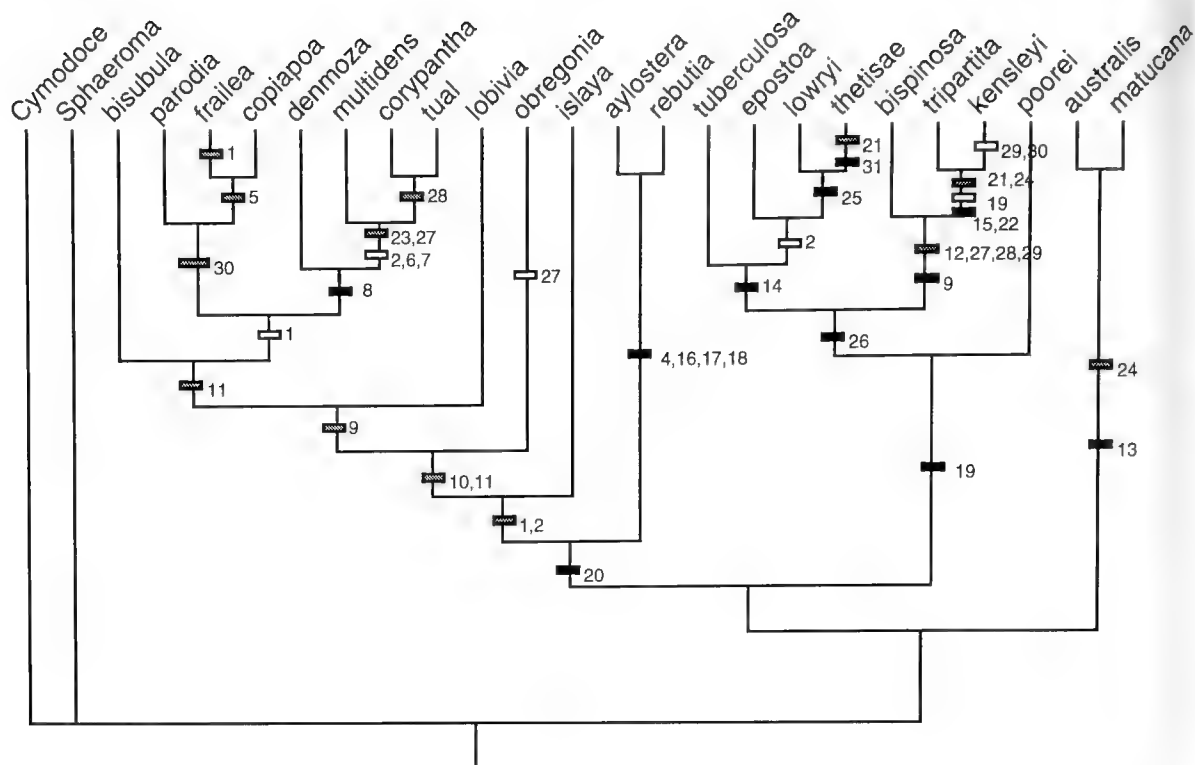 Cymodoce
Sphaeroma
bisubula
parodia
frailea
copiapoa
denmoza
multidens
corypantha
tual
lobivia
obregonia
islaya
aylostera
rebutia
tuberculosa
epostoa
lowryi
thetisae
bispinosa
tripartita
kensleyi
poorei
australis
matucana
1
21
29,30
31
21,24
5
28
25
19
15,22
23,27
2
12,27,28,29
2,6,7
30
27
8
14
9
1
26
4,16,17,18
24
11
9
13
19
10,11
1,2
20